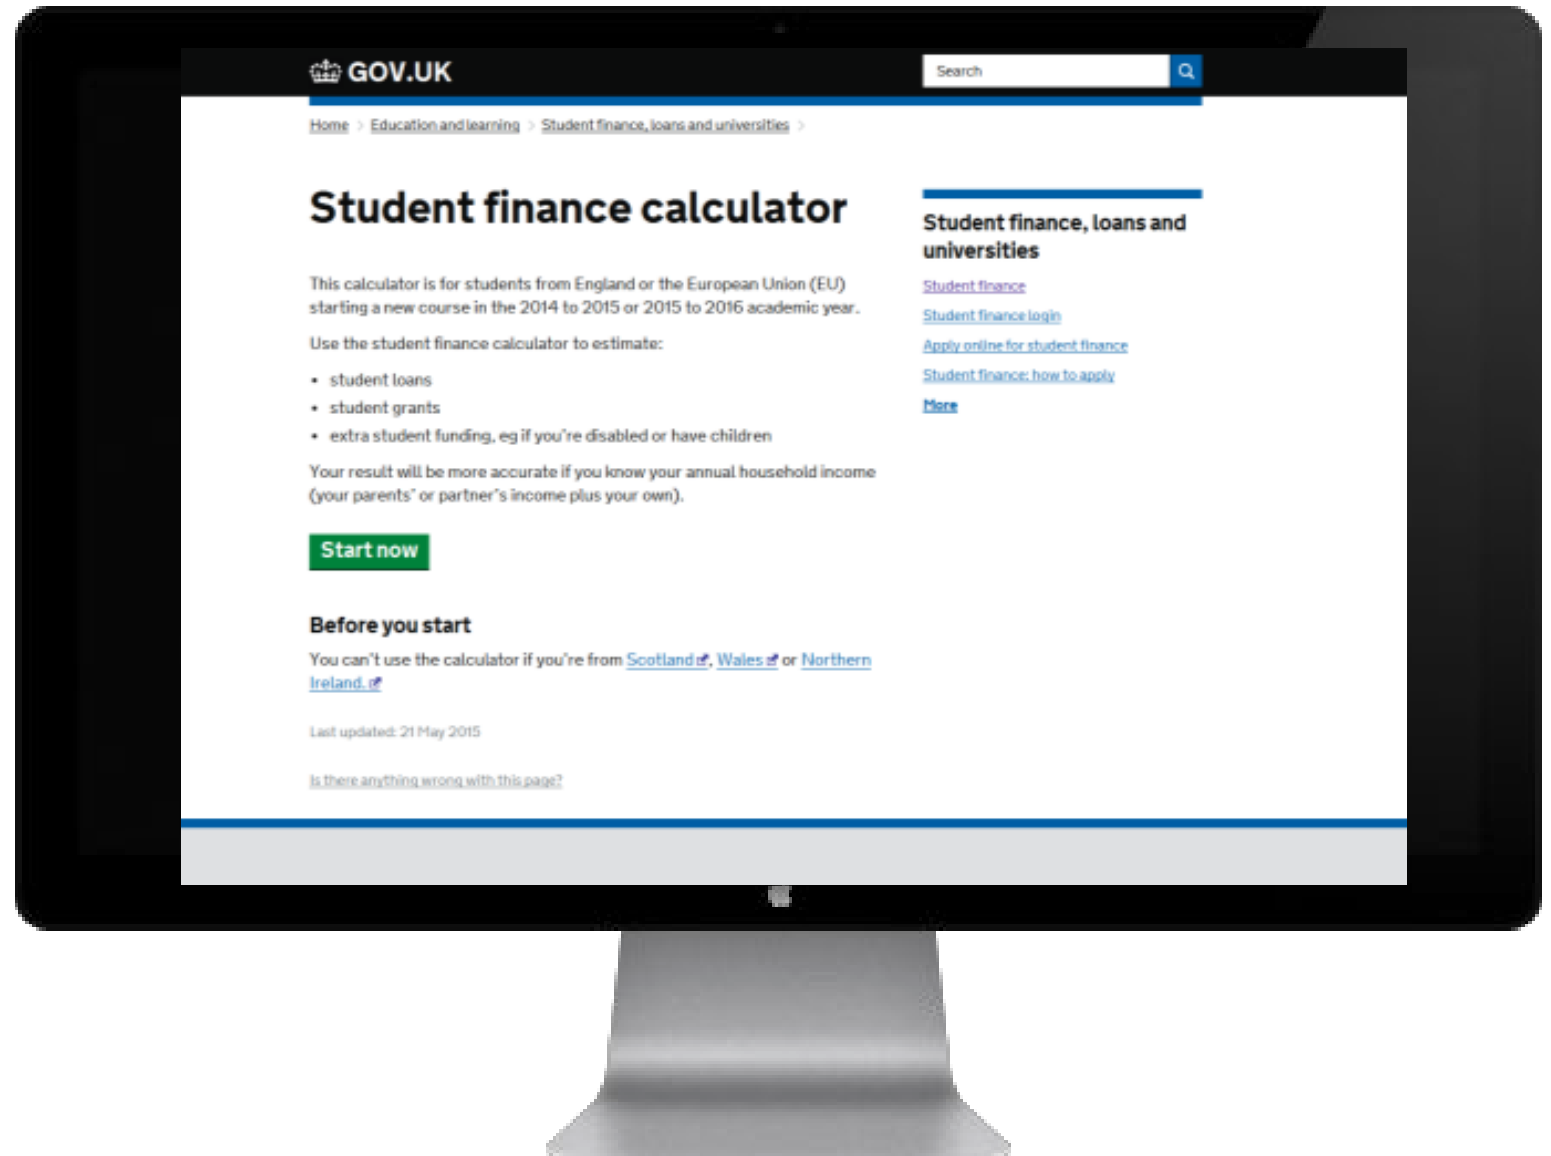 GOV.UK
Search
Home > Education and learning > Student finance, loans and universities >
Student finance calculator
This calculator is for students from England or the European Union (EU)
starting a new course in the 2014 to 2015 or 2015 to 2016 academic year.
Use the student finance calculator to estimate:
• student loans
• student grants
• extra student funding, eg if you're disabled or have children
Your result will be more accurate if you know your annual household income
(your parents' or partner's income plus your own).
Start now
Before you start
You can't use the calculator if you're from Scotland, Wales or Northern
Ireland.
Last updated: 21 May 2015
Is there anything wrong with this page?
Student finance, loans and
universities
Student finance
Student finance login
Apply online for student finance
Student finance: how to apply
More